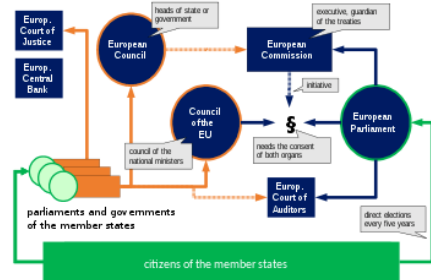 heads of state or
government
executive, guardian
of the treaties
Europ.
Court of
Justice
European
Council
European
Commission
Europ.
Central
Bank
initiative
Council
of the
EU
§
European
Parliament
council of the
national ministers
needs the consent
of both organs
Europ.
Court of
Auditors
parliaments and governments
of the member states
direct elections
every five years
citizens of the member states